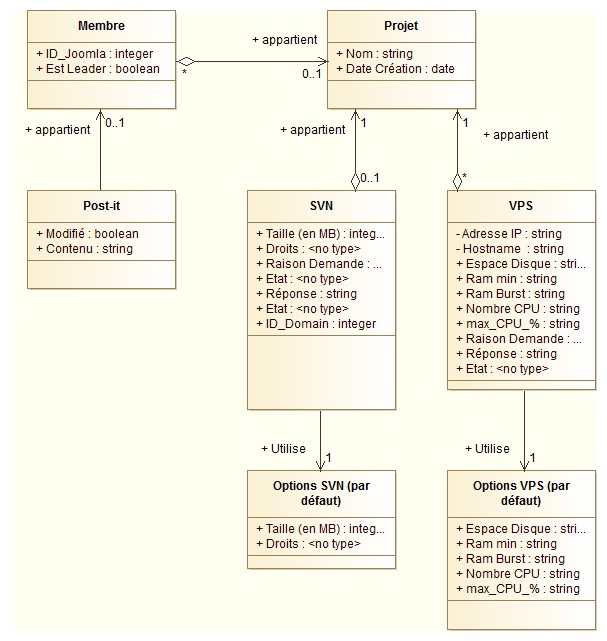 Membre
+ ID_Joomla : integer
+ Est Leader : boolean
+ appartient
*
0..1
Projet
+ Nom : string
+ Date Création : date
+ appartient
0..1
+ appartient
1
0..1
1
+ appartient
*
Post-it
+ Modifié : boolean
+ Contenu : string
SVN
+ Taille (en MB) : integ...
+ Droits : <no type>
+ Raison Demande : ...
+ Etat : <no type>
+ Réponse : string
+ Etat : <no type>
+ ID_Domain : integer
VPS
- Adresse IP : string
- Hostname : string
+ Espace Disque : stri...
+ Ram min : string
+ Ram Burst : string
+ Nombre CPU : string
+ max_CPU_% : string
+ Raison Demande : ...
+ Réponse : string
+ Etat : <no type>
+ Utilise
1
+ Utilise
1
Options SVN (par
défaut)
+ Taille (en MB) : integ...
+ Droits : <no type>
Options VPS (par
défaut)
+ Espace Disque : stri...
+ Ram min : string
+ Ram Burst : string
+ Nombre CPU : string
+ max_CPU_% : string